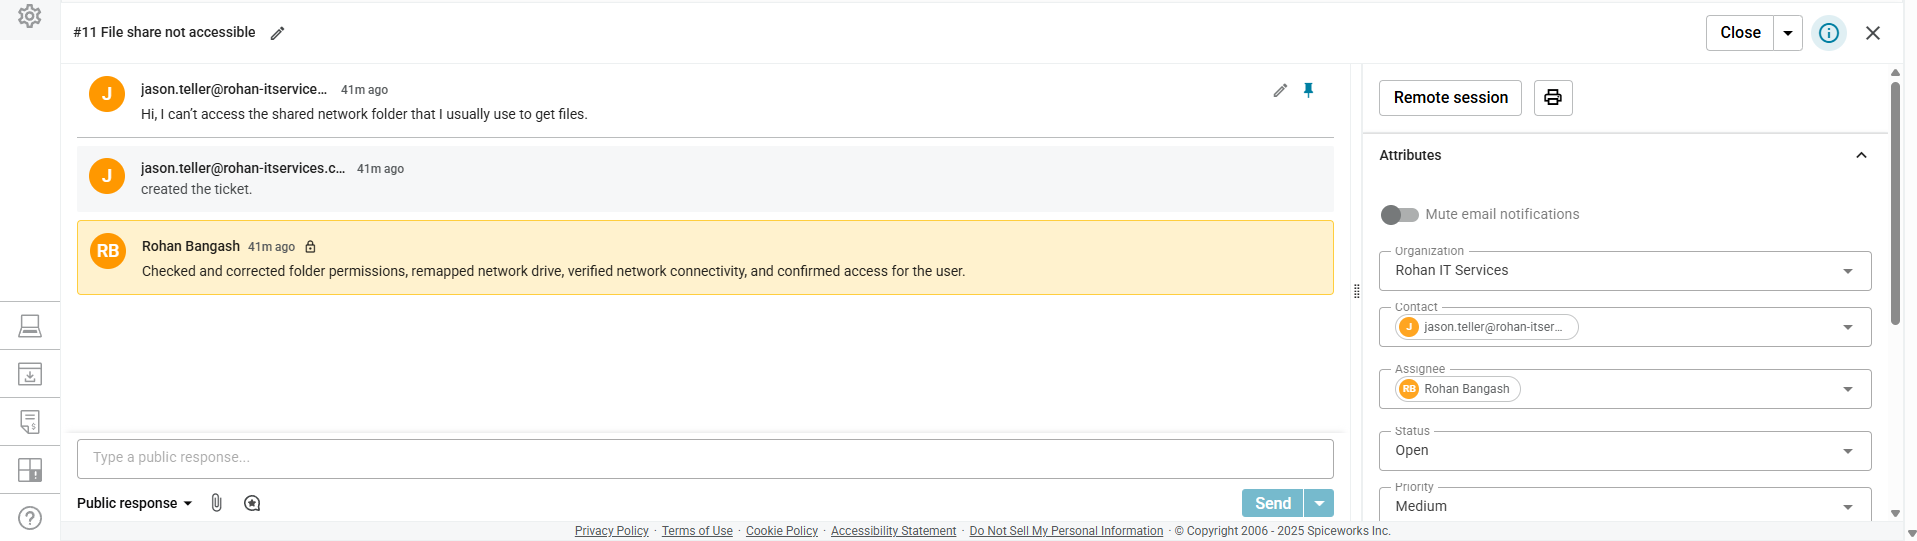 #11 File share not accessible
Close
J
jason.teller@rohan-itservice... 41m ago
Hi, I can't access the shared network folder that I usually use to get files.
J
jason.teller@rohan-itservices.c... 41m ago
created the ticket.
RB
Rohan Bangash 41m ago
Checked and corrected folder permissions, remapped network drive, verified network connectivity, and confirmed access for the user.
Type a public response...
Public response
Send
Remote session
Attributes
Mute email notifications
Organization
Rohan IT Services
Contact
J jason.teller@rohan-itser...
Assignee
RB Rohan Bangash
Status
Open
Priority
Medium
Privacy Policy · Terms of Use · Cookie Policy · Accessibility Statement · Do Not Sell My Personal Information · © Copyright 2006 - 2025 Spiceworks Inc.